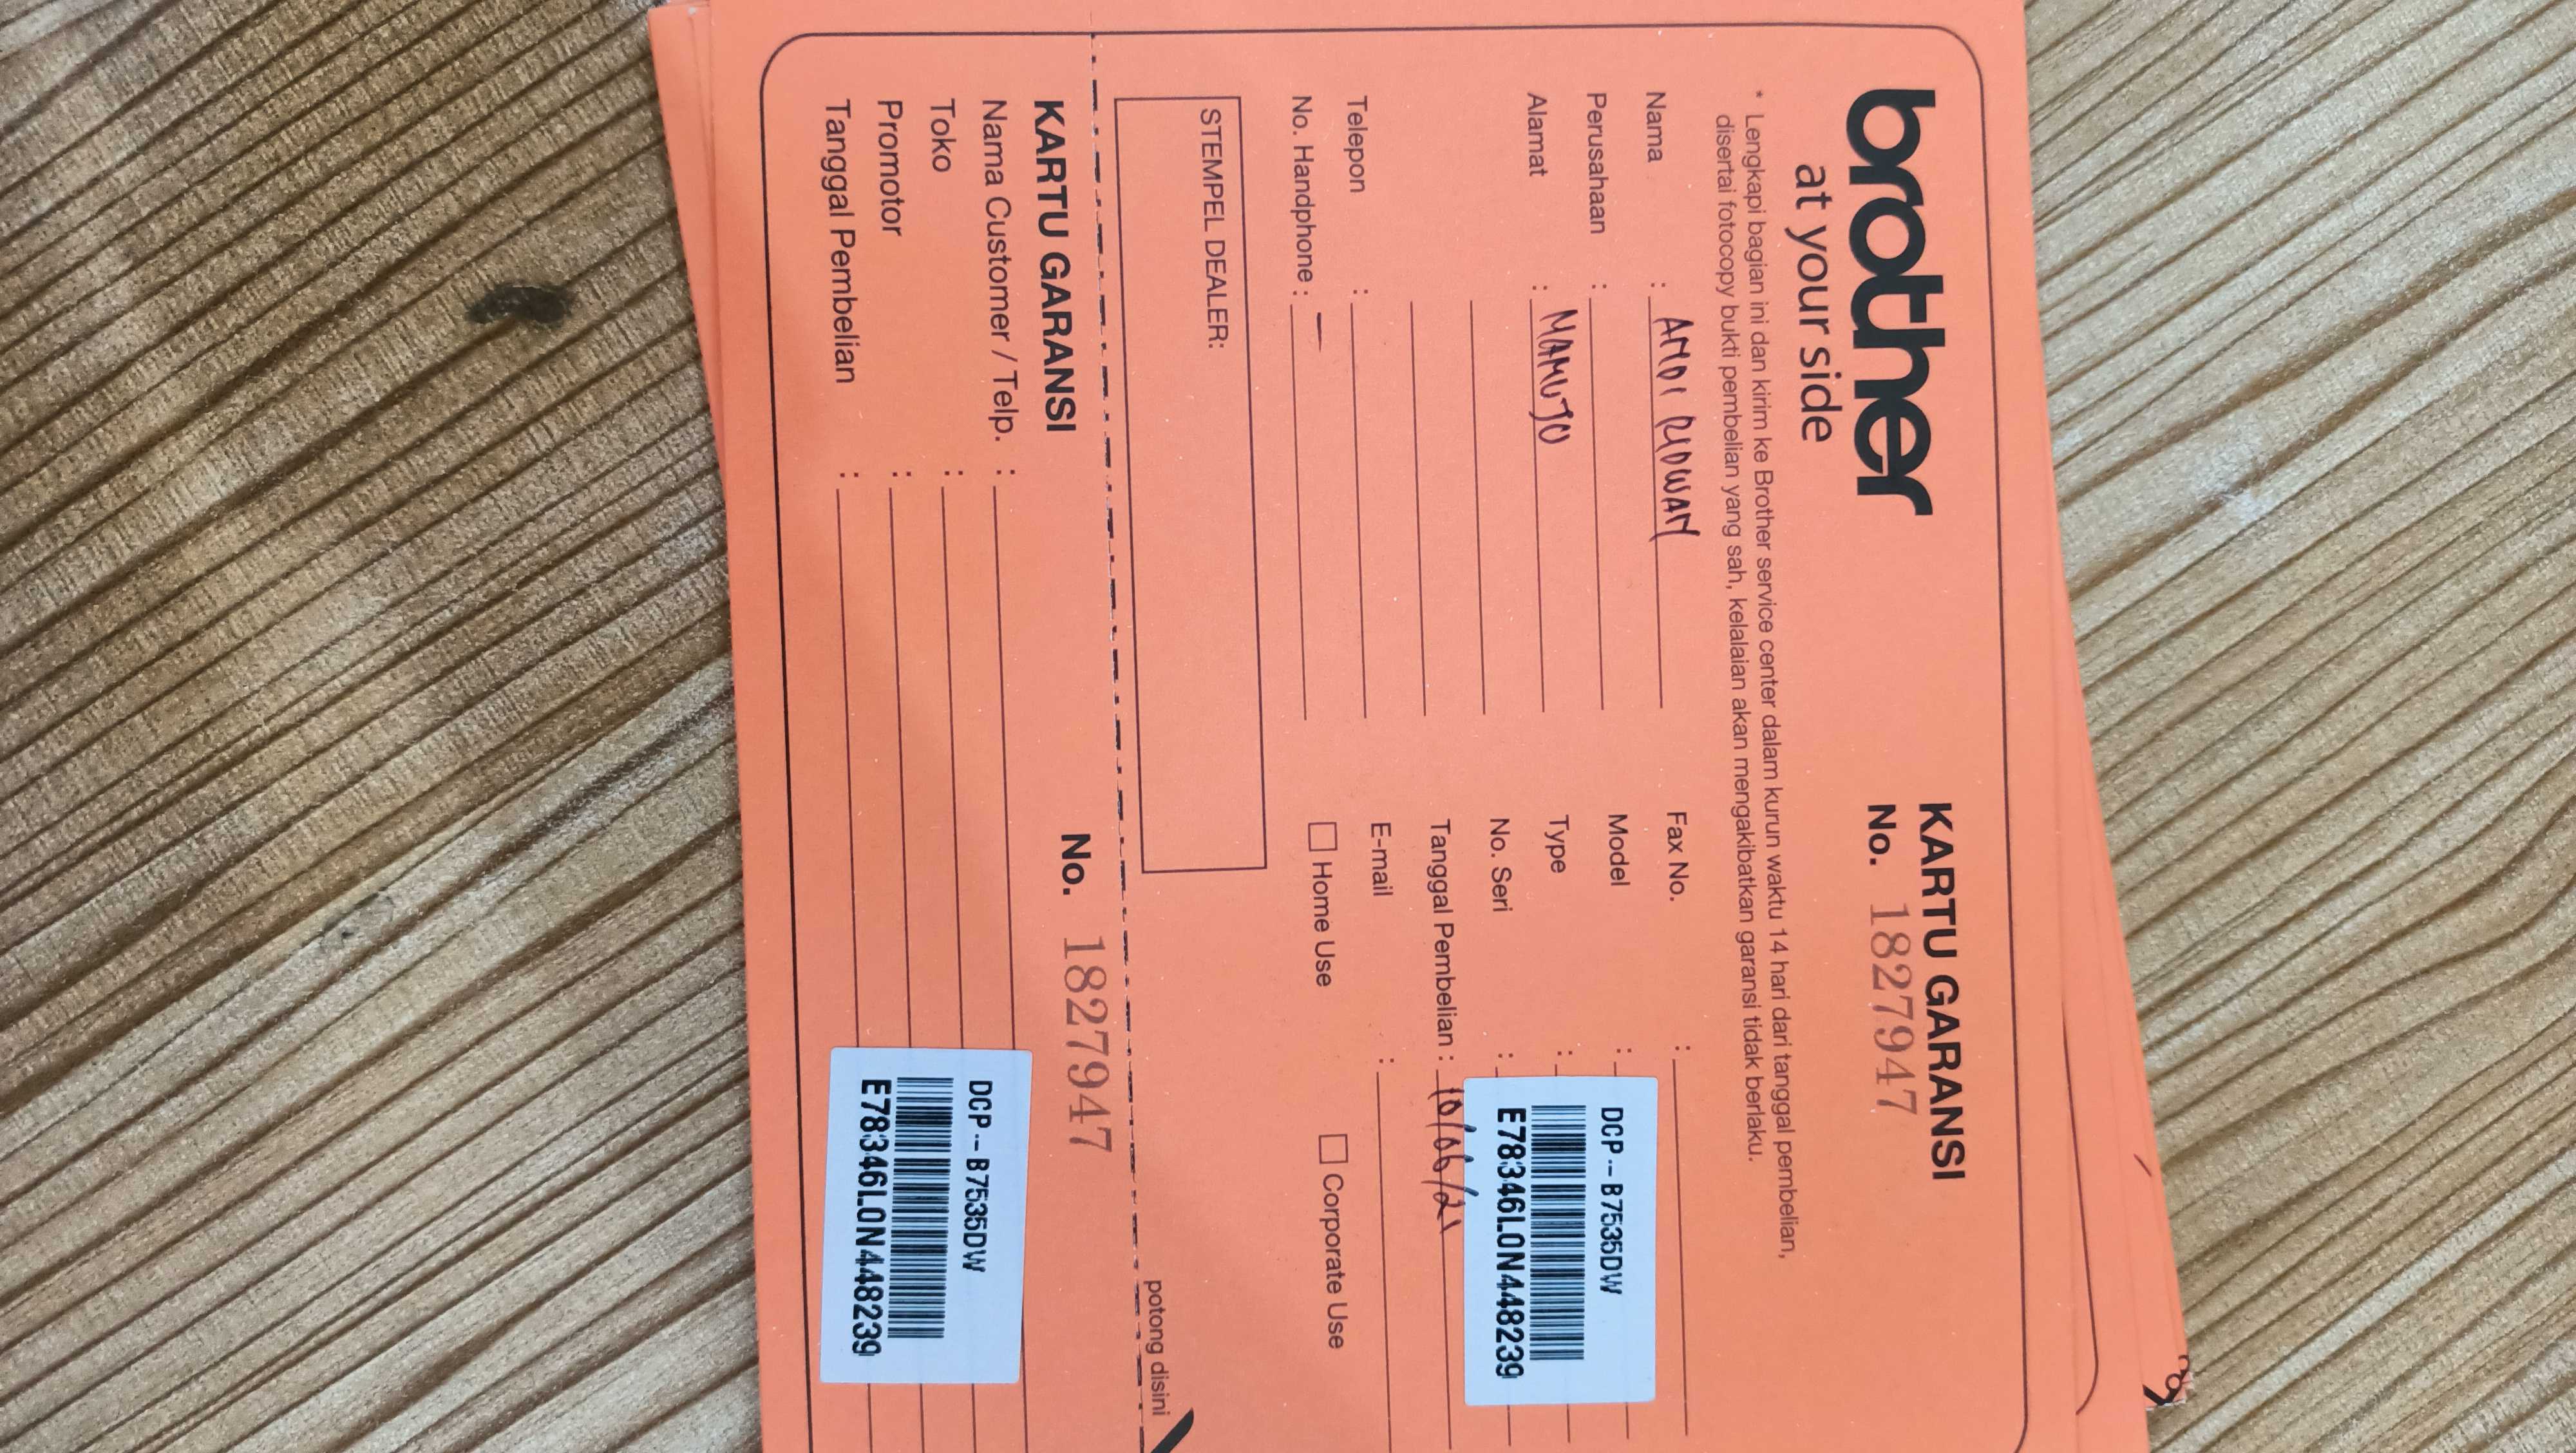 brother
at your side
KARTU GARANSI
No. 1827947
* Lengkapi bagian ini dan kirim ke Brother service center dalam kurun waktu 14 hari dari tanggal pembelian,
disertai fotocopy bukti pembelian yang sah, kelalaian akan mengakibatkan garansi tidak berlaku.
Nama : ANDI RIDWAN
Perusahaan :
Alamat : MAMUJU
Telepon :
No. Handphone : –
Fax No. :
Model :
Type :
No. Seri :
DCP -- B7535DW
E78346L0N448239
Tanggal Pembelian : 10/06/21
E-mail :
Home Use
Corporate Use
STEMPEL DEALER:
potong disini
KARTU GARANSI
No. 1827947
Nama Customer / Telp. :
Toko :
Promotor :
Tanggal Pembelian :
DCP -- B7535DW
E78346L0N448239